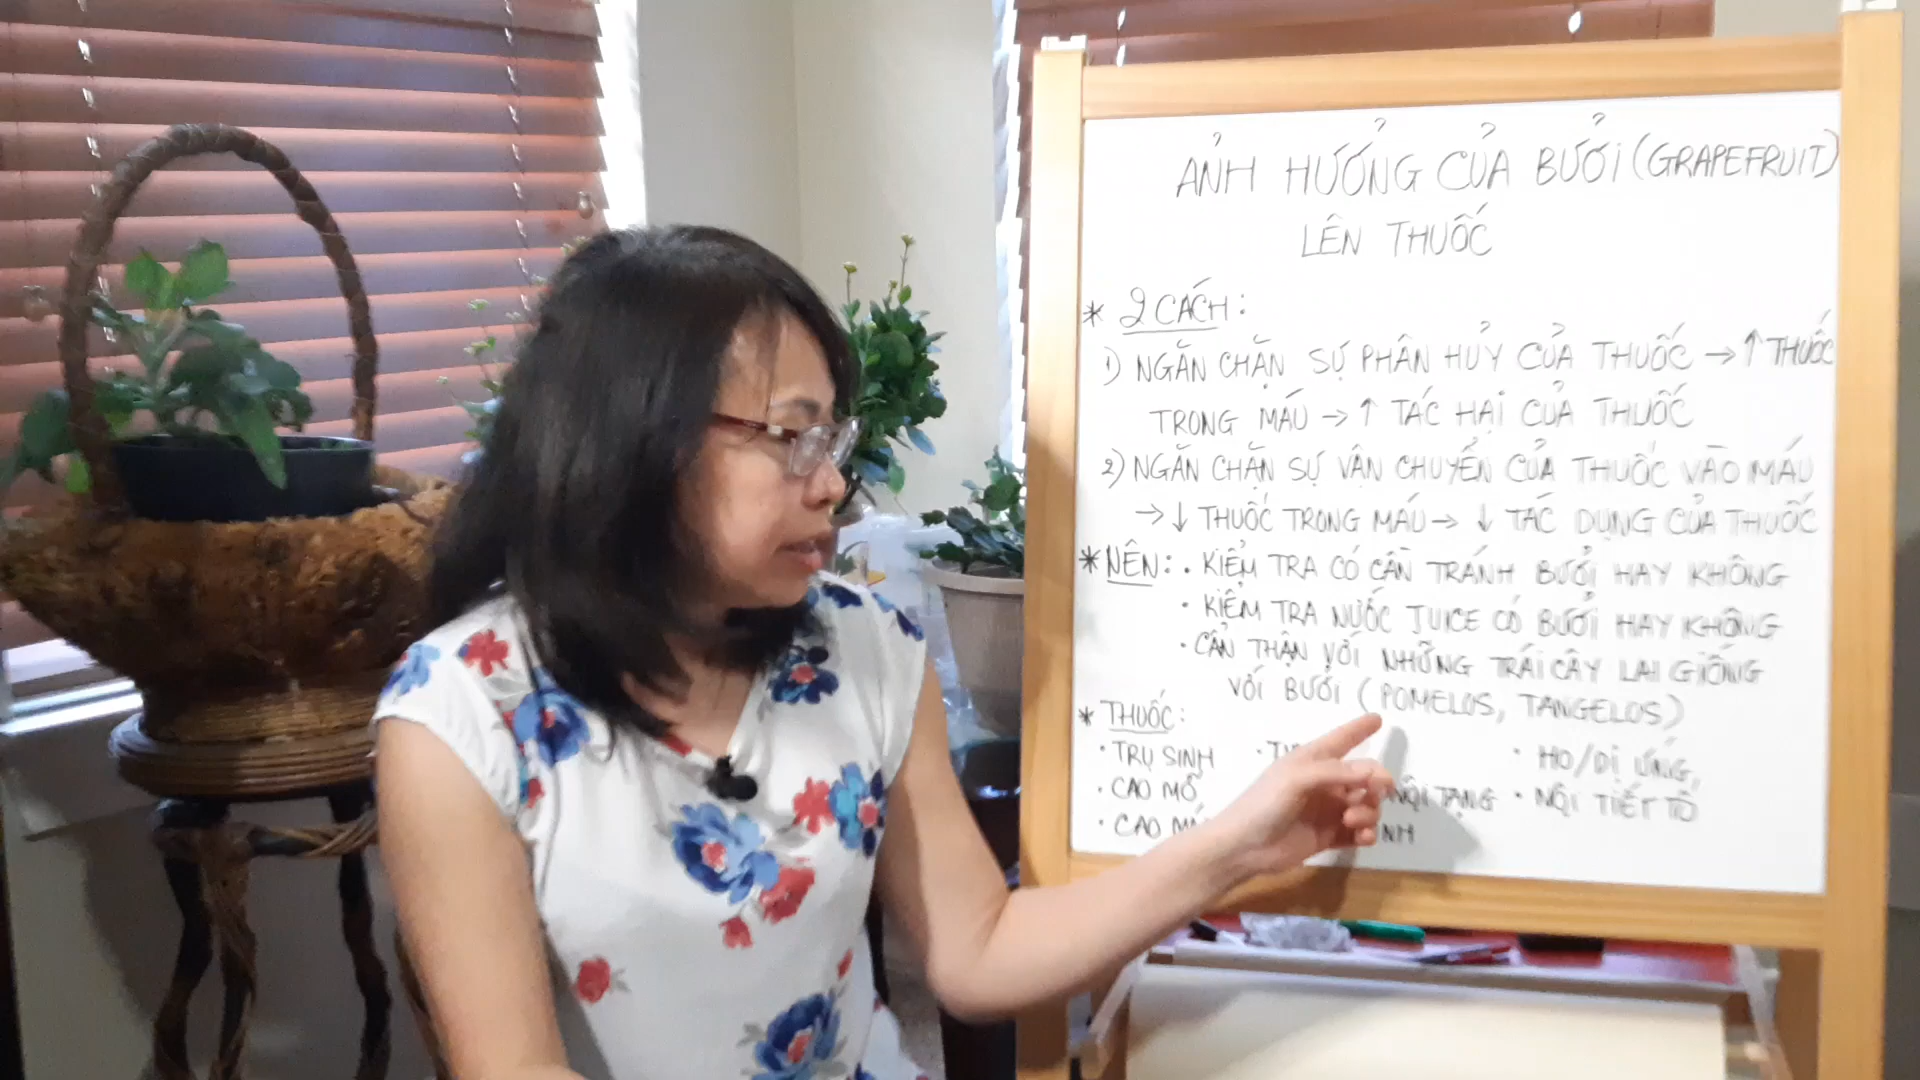 ẢNH HƯỞNG CỦA BƯỞI (GRAPEFRUIT)
LÊN THUỐC
* 2 CÁCH:
1) NGĂN CHẶN SỰ PHÂN HỦY CỦA THUỐC → ↑ THUỐC
TRONG MÁU → ↑ TÁC HẠI CỦA THUỐC
2) NGĂN CHẶN SỰ VẬN CHUYỂN CỦA THUỐC VÀO MÁU
→ ↓ THUỐC TRONG MÁU → ↓ TÁC DỤNG CỦA THUỐC
* NÊN: • KIỂM TRA CÓ CẦN TRÁNH BƯỞI HAY KHÔNG
• KIỂM TRA NƯỚC JUICE CÓ BƯỞI HAY KHÔNG
• CẨN THẬN VỚI NHỮNG TRÁI CÂY LAI GIỐNG
VỚI BƯỞI (POMELOS, TANGELOS)
* THUỐC:
• TRỤ SINH • HO/DỊ ỨNG,
• CAO MỠ NỘI TẠNG • NỘI TIẾT TỐ
• CAO